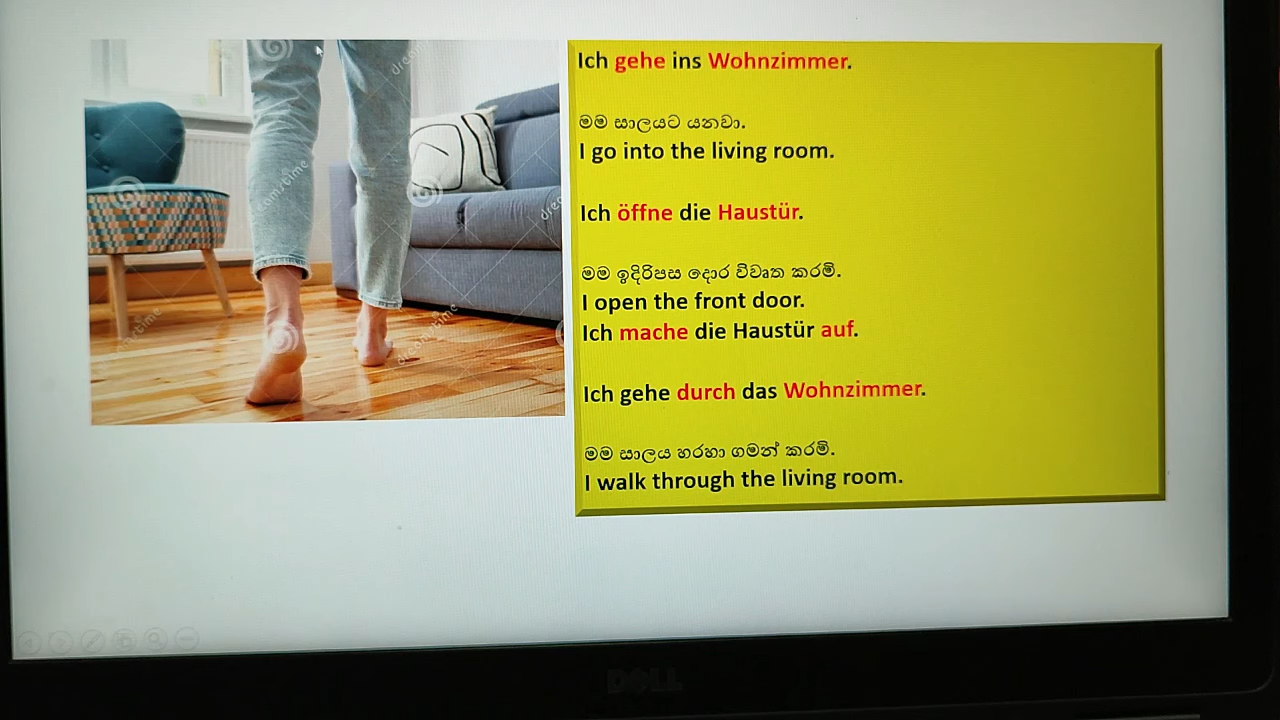 Ich gehe ins Wohnzimmer.
මම සාලයට යනවා.
I go into the living room.
Ich öffne die Haustür.
මම ඉදිරිපස දොර විවෘත කරමි.
I open the front door.
Ich mache die Haustür auf.
Ich gehe durch das Wohnzimmer.
මම සාලය හරහා ගමන් කරමි.
I walk through the living room.
DELL